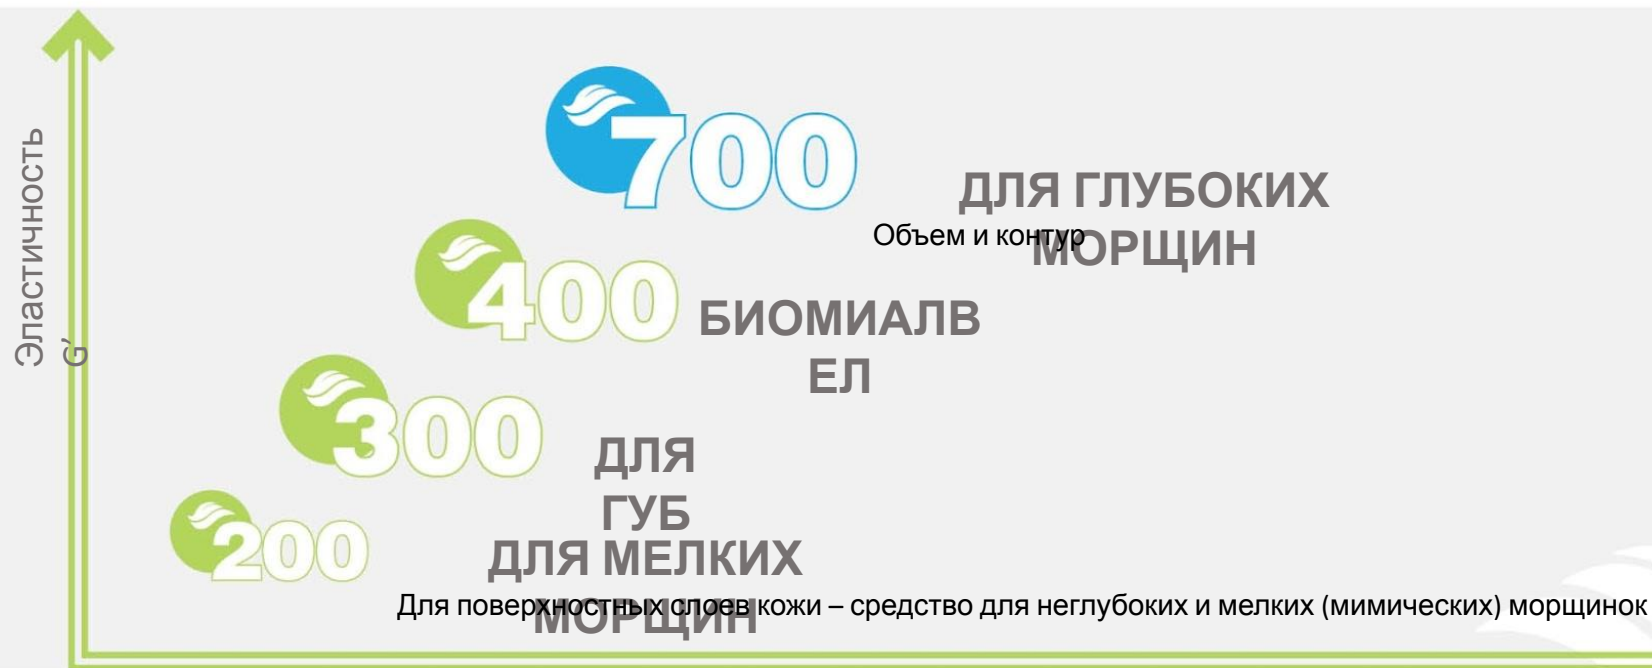 Эластичность
G′
700
ДЛЯ ГЛУБОКИХ
МОРЩИН
Объем и контур
400
БИОМИАЛВ
ЕЛ
300
ДЛЯ
ГУБ
200
ДЛЯ МЕЛКИХ
МОРЩИН
Для поверхностных слоев кожи – средство для неглубоких и мелких (мимических) морщинок